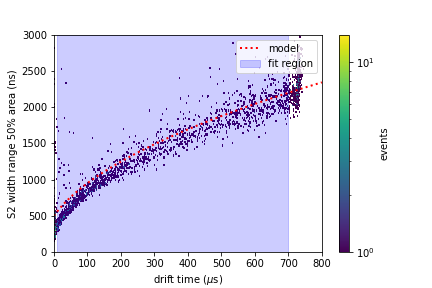 3000
2500
2000
1500
1000
500
0
S2 width range 50% area (ns)
0 100 200 300 400 500 600 700 800
drift time (μs)
model
fit region
10¹
10⁰
events